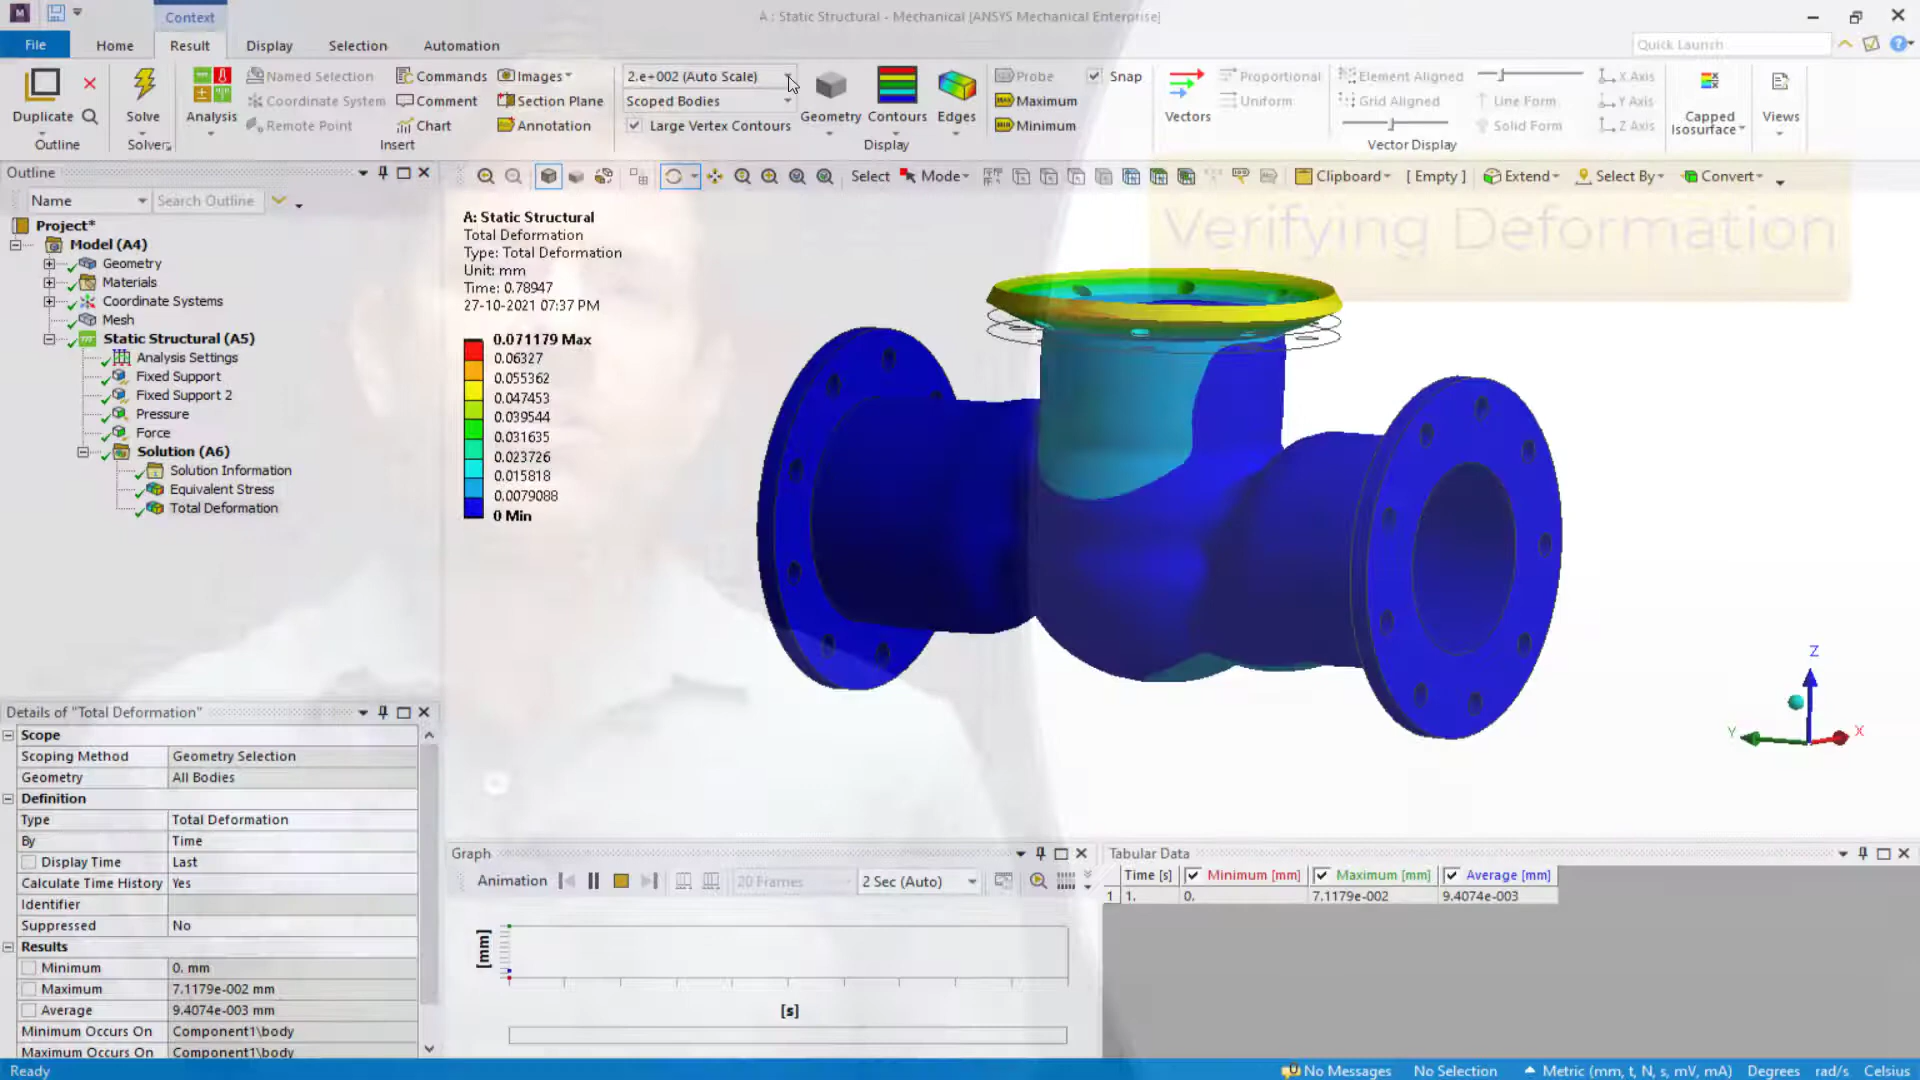 Context
A : Static Structural - Mechanical [ANSYS Mechanical Enterprise]
File Home Result Display Selection Automation
Quick Launch
Duplicate
Outline
Solve
Solver
Analysis
Named Selection
Coordinate System
Remote Point
Commands
Comment
Chart
Images
Section Plane
Annotation
Insert
2.e+002 (Auto Scale)
Scoped Bodies
Large Vertex Contours
Geometry
Contours
Edges
Display
Probe
Maximum
Minimum
Snap
Vectors
Proportional
Uniform
Element Aligned
Grid Aligned
Line Form
Solid Form
X Axis
Y Axis
Z Axis
Vector Display
Capped
Isosurface
Views
Select Mode Clipboard [ Empty ] Extend Select By Convert
Verifying Deformation
Outline
Name
Search Outline
Project*
Model (A4)
Geometry
Materials
Coordinate Systems
Mesh
Static Structural (A5)
Analysis Settings
Fixed Support
Fixed Support 2
Pressure
Force
Solution (A6)
Solution Information
Equivalent Stress
Total Deformation
A: Static Structural
Total Deformation
Type: Total Deformation
Unit: mm
Time: 0.78947
27-10-2021 07:37 PM
0.071179 Max
0.06327
0.055362
0.047453
0.039544
0.031635
0.023726
0.015818
0.0079088
0 Min
Z
Y
X
Details of "Total Deformation"
Scope
Scoping Method Geometry Selection
Geometry All Bodies
Definition
Type Total Deformation
By Time
Display Time Last
Calculate Time History Yes
Identifier
Suppressed No
Results
Minimum 0. mm
Maximum 7.1179e-002 mm
Average 9.4074e-003 mm
Minimum Occurs On Component1\body
Maximum Occurs On Component1\body
Graph
Animation
20 Frames
2 Sec (Auto)
[mm]
[s]
Tabular Data
Time [s] Minimum [mm] Maximum [mm] Average [mm]
1 1. 0. 7.1179e-002 9.4074e-003
Ready
No Messages No Selection Metric (mm, t, N, s, mV, mA) Degrees rad/s Celsius